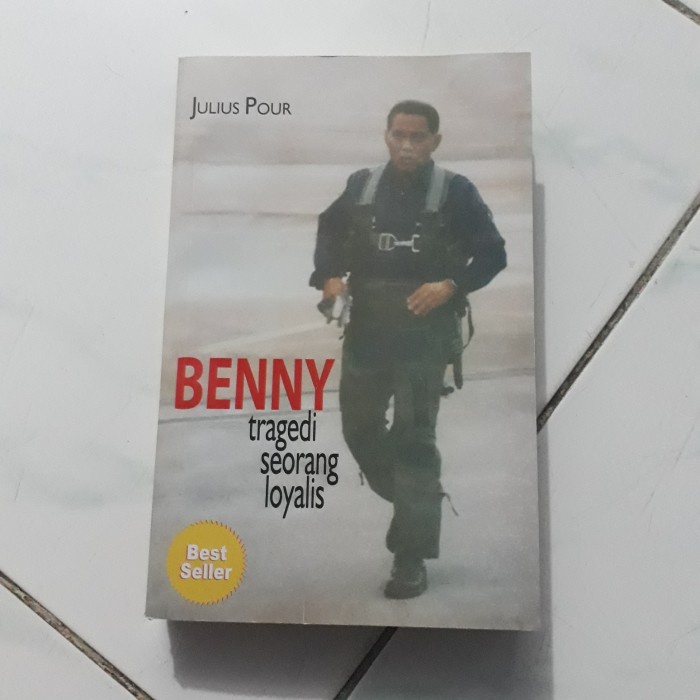 JULIUS POUR
BENNY
tragedi
seorang
loyalis
Best
Seller